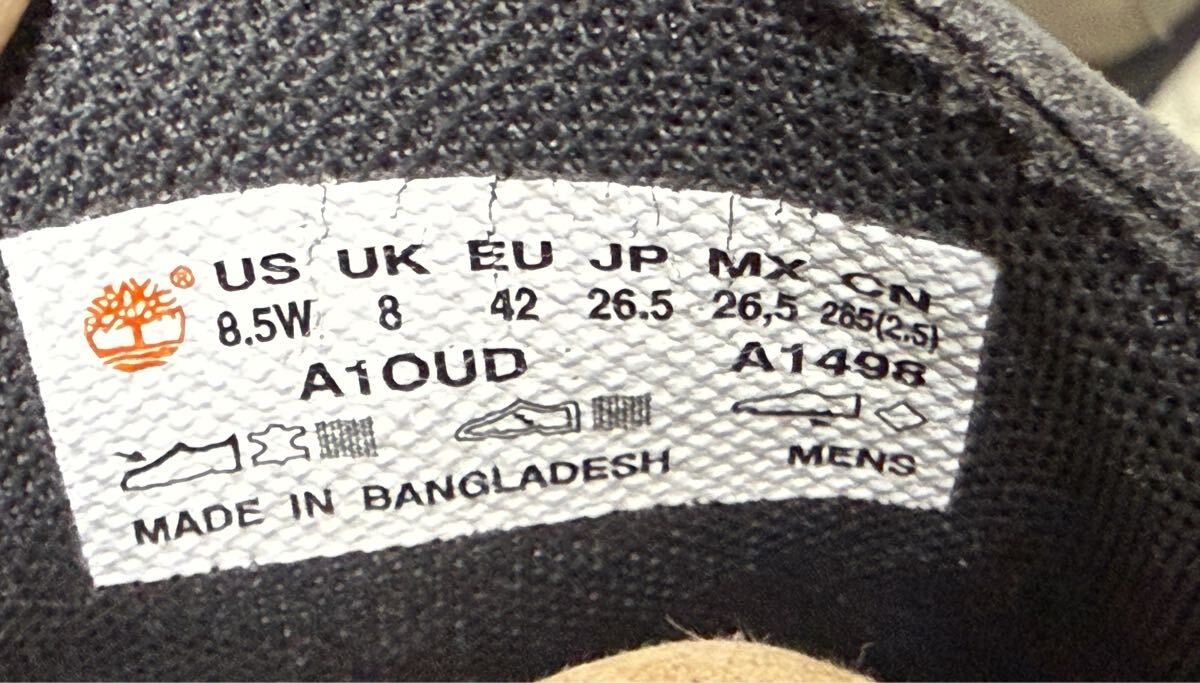 ® US UK EU JP MX CN
8.5W 8 42 26.5 26,5 265(2.5)
A1OUD A1498
MADE IN BANGLADESH MENS